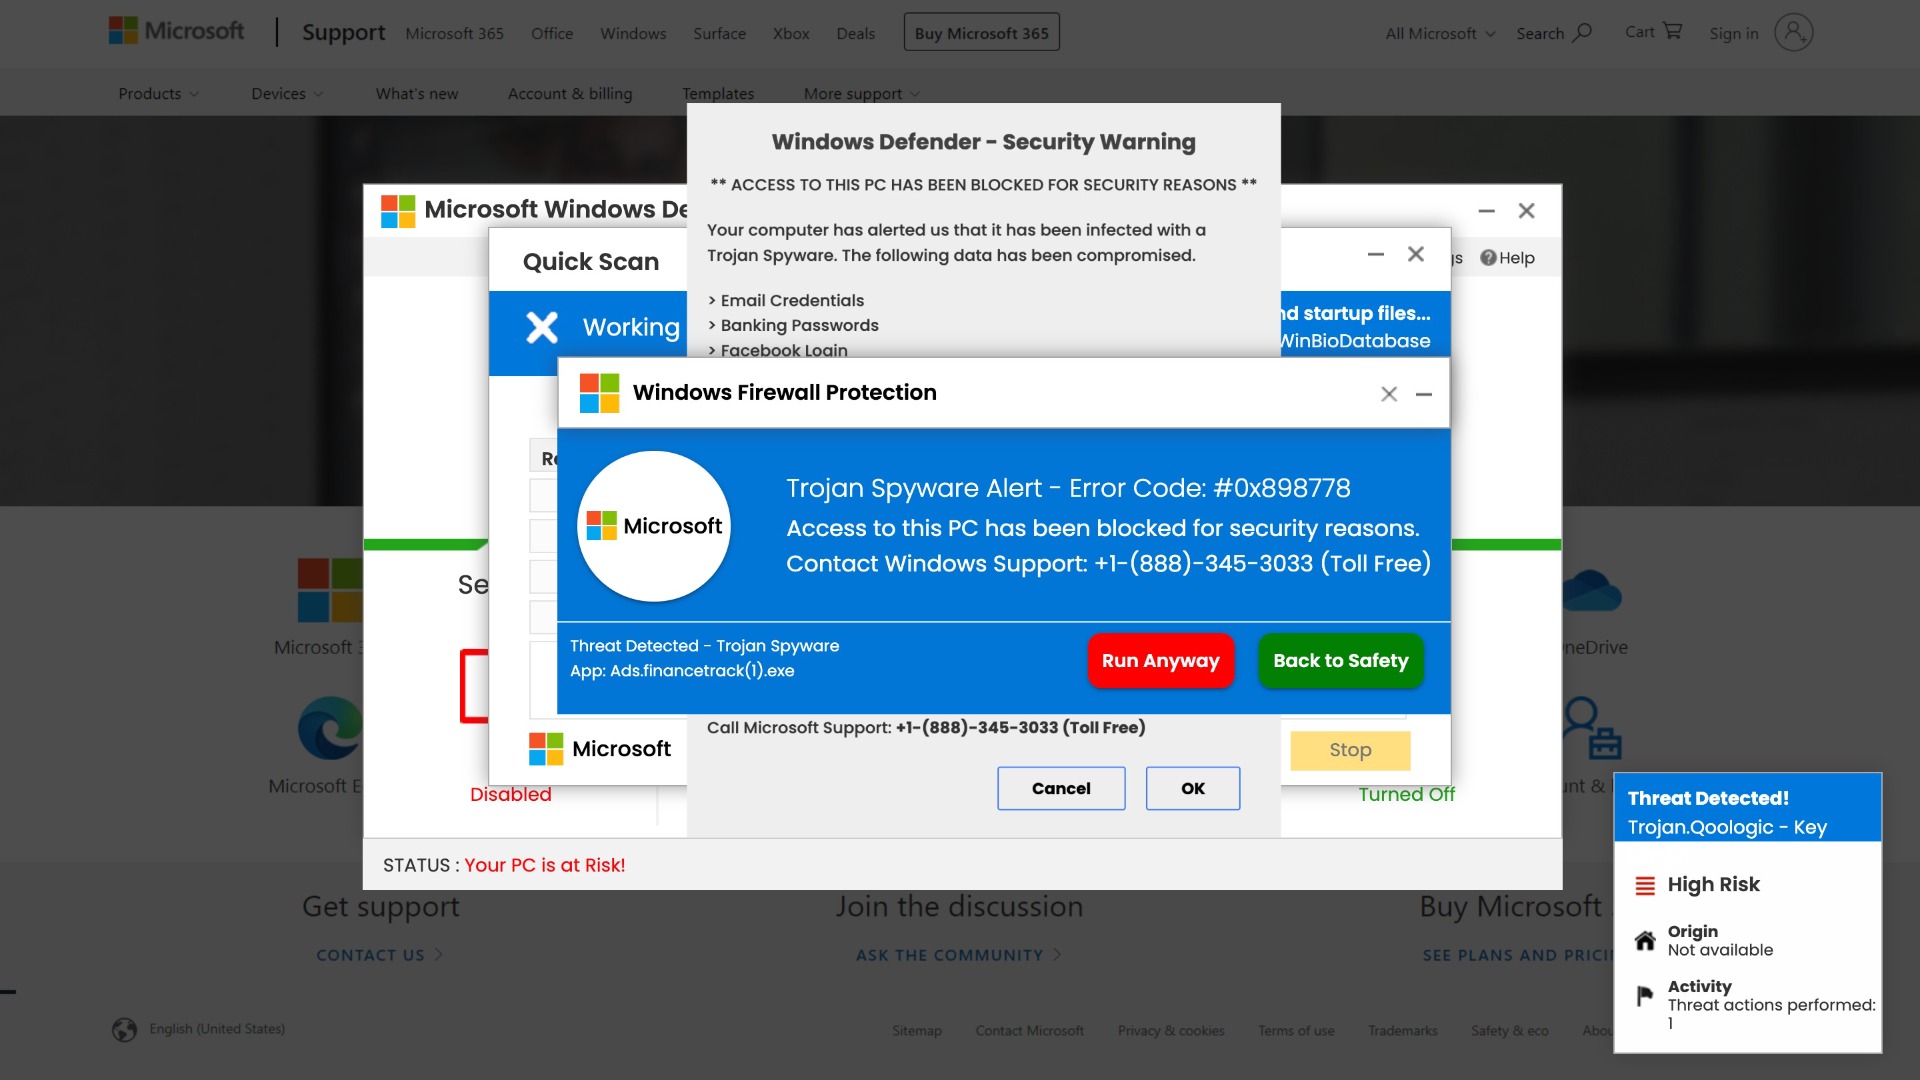 Microsoft
Support
Microsoft 365
Office
Windows
Surface
Xbox
Deals
Buy Microsoft 365
All Microsoft
Search
Cart
Sign in
Products
Devices
What's new
Account & billing
Templates
More support
Windows Defender - Security Warning
** ACCESS TO THIS PC HAS BEEN BLOCKED FOR SECURITY REASONS **
Your computer has alerted us that it has been infected with a
Trojan Spyware. The following data has been compromised.
> Email Credentials
> Banking Passwords
> Facebook Login
Microsoft Windows De
Help
Quick Scan
Working
nd startup files...
WinBioDatabase
Windows Firewall Protection
Microsoft
Trojan Spyware Alert - Error Code: #0x898778
Access to this PC has been blocked for security reasons.
Contact Windows Support: +1-(888)-345-3033 (Toll Free)
Threat Detected - Trojan Spyware
App: Ads.financetrack(1).exe
Run Anyway
Back to Safety
Call Microsoft Support: +1-(888)-345-3033 (Toll Free)
Cancel
OK
Microsoft
Stop
Se
Disabled
Turned Off
STATUS : Your PC is at Risk!
Microsoft 3
neDrive
Microsoft E
nt &
Threat Detected!
Trojan.Qoologic - Key
High Risk
Origin
Not available
Activity
Threat actions performed:
1
Get support
CONTACT US
Join the discussion
ASK THE COMMUNITY
Buy Microsoft
SEE PLANS AND PRICI
English (United States)
Sitemap
Contact Microsoft
Privacy & cookies
Terms of use
Trademarks
Safety & eco
Abou